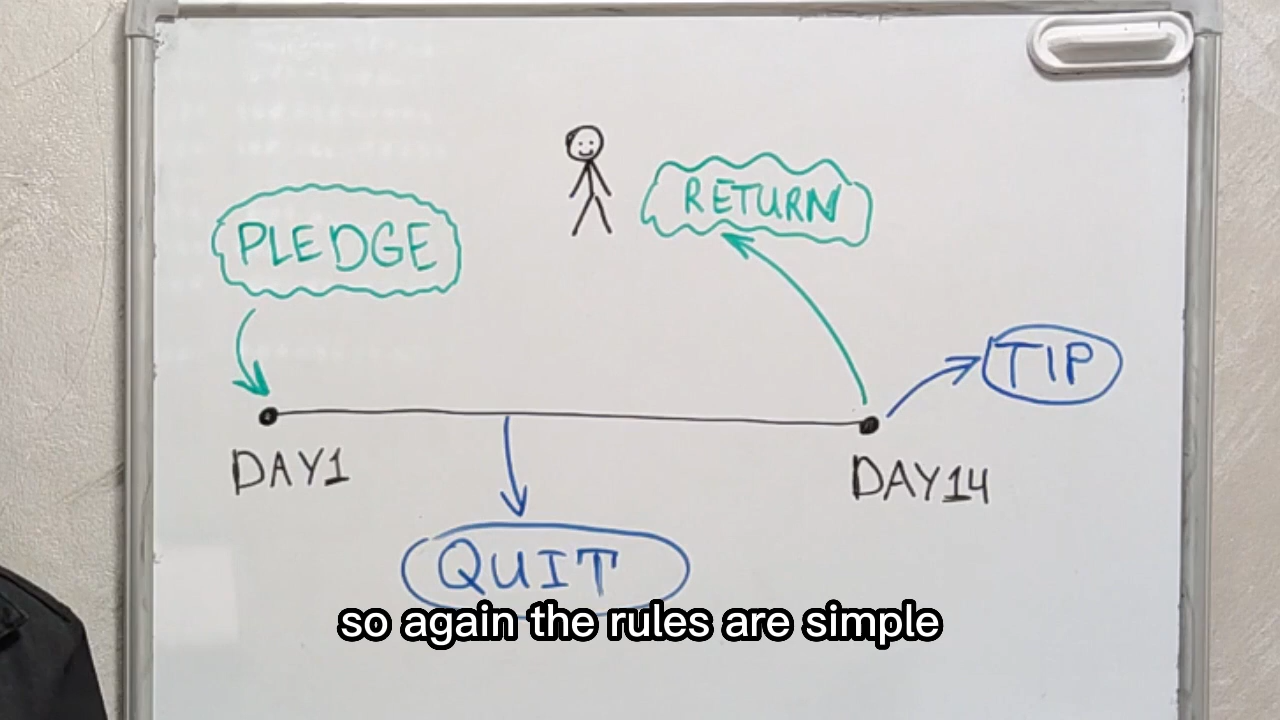 RETURN
PLEDGE
TIP
DAY1
DAY14
QUIT
so again the rules are simple